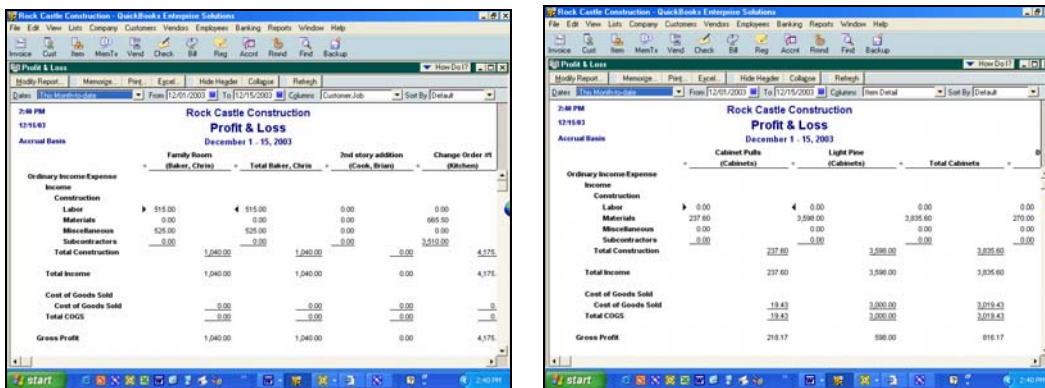 Rock Castle Construction - QuickBooks Enterprise Solutions
File Edit View Lists Company Customers Vendors Employees Banking Reports Window Help
Invoice Cust Item MemTx Vend Check Bill Reg Accnt Rmnd Find Backup
Profit & Loss How Do I?
Modify Report... Memorize... Print... Excel... Hide Header Collapse Refresh
Dates This Month-to-date From 12/01/2003 To 12/15/2003 Columns Customer:Job Sort By Default
2:40 PM Rock Castle Construction
12/15/03 Profit & Loss
Accrual Basis December 1 - 15, 2003
Family Room 2nd story addition Change Order #1
(Baker, Chris) Total Baker, Chris (Cook, Brian) (Kitchen)
Ordinary Income/Expense
Income
Construction
Labor 515.00 515.00 0.00 0.00
Materials 0.00 0.00 0.00 665.50
Miscellaneous 525.00 525.00 0.00 0.00
Subcontractors 0.00 0.00 0.00 3,510.00
Total Construction 1,040.00 1,040.00 0.00 4,175.
Total Income 1,040.00 1,040.00 0.00 4,175.
Cost of Goods Sold
Cost of Goods Sold 0.00 0.00 0.00 0.
Total COGS 0.00 0.00 0.00 0.
Gross Profit 1,040.00 1,040.00 0.00 4,175.
start 2:40 PM
Rock Castle Construction - QuickBooks Enterprise Solutions
File Edit View Lists Company Customers Vendors Employees Banking Reports Window Help
Invoice Cust Item MemTx Vend Check Bill Reg Accnt Rmnd Find Backup
Profit & Loss How Do I?
Modify Report... Memorize... Print... Excel... Hide Header Collapse Refresh
Dates This Month-to-date From 12/01/2003 To 12/15/2003 Columns Item Detail Sort By Default
2:40 PM Rock Castle Construction
12/15/03 Profit & Loss
Accrual Basis December 1 - 15, 2003
Cabinet Pulls Light Pine D
(Cabinets) (Cabinets) Total Cabinets
Ordinary Income/Expense
Income
Construction
Labor 0.00 0.00 0.00 0.00
Materials 237.60 3,598.00 3,835.60 270.00
Miscellaneous 0.00 0.00 0.00 0.00
Subcontractors 0.00 0.00 0.00 0.00
Total Construction 237.60 3,598.00 3,835.60
Total Income 237.60 3,598.00 3,835.60
Cost of Goods Sold
Cost of Goods Sold 19.43 3,000.00 3,019.43
Total COGS 19.43 3,000.00 3,019.43
Gross Profit 218.17 598.00 816.17
start 2:40 PM